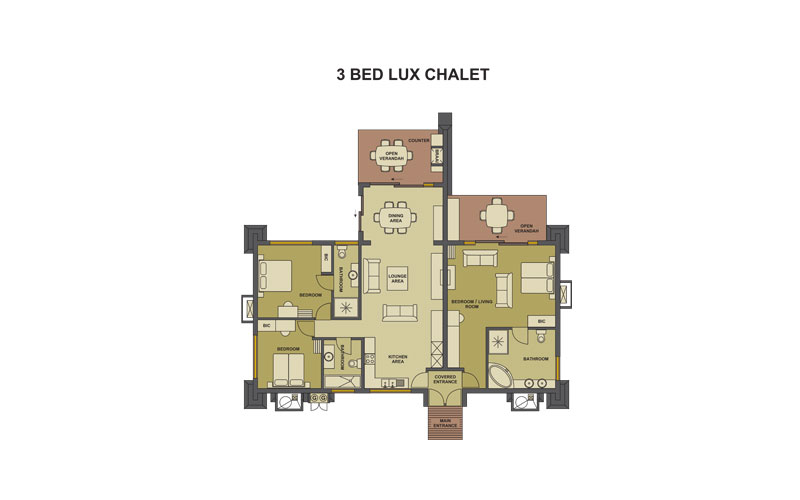 3 BED LUX CHALET
COUNTER
OPEN
VERANDAH
BRAAI
DINING
AREA
OPEN
VERANDAH
BIC
BATHROOM
LOUNGE
AREA
BEDROOM
BEDROOM / LIVING
ROOM
BIC
BIC
BEDROOM
BATHROOM
KITCHEN
AREA
BATHROOM
COVERED
ENTRANCE
MAIN
ENTRANCE